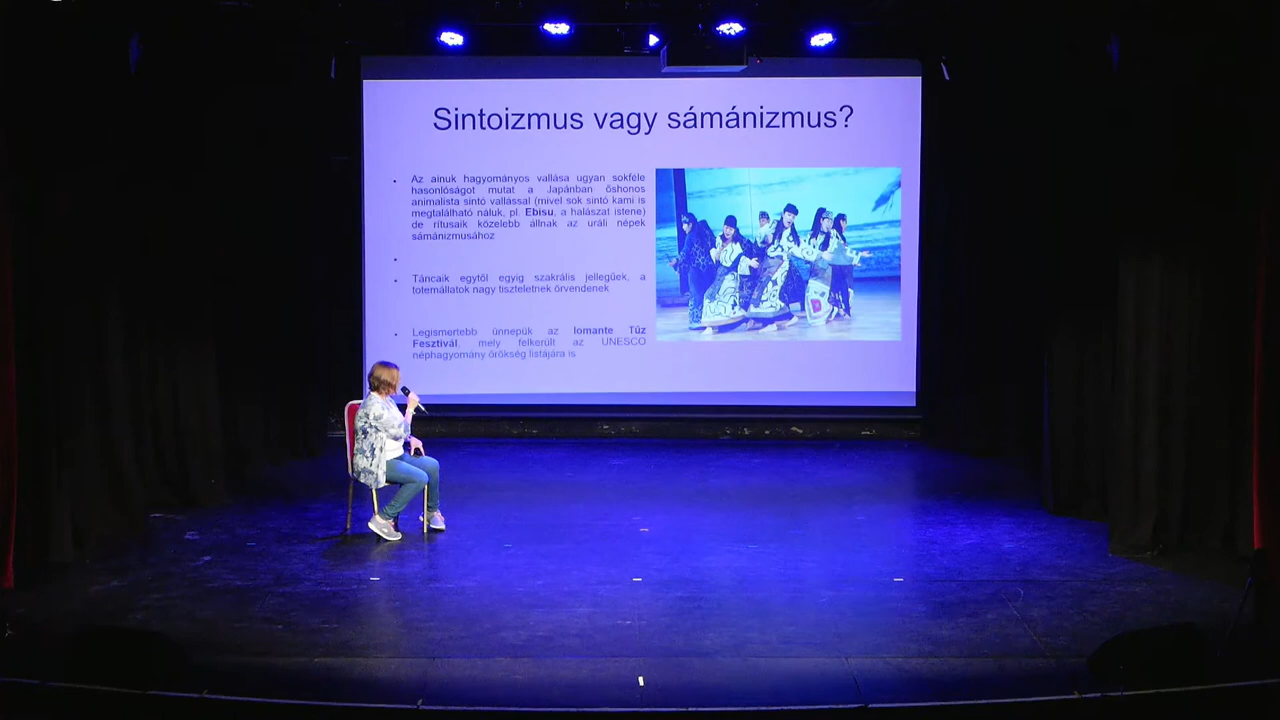 Sintoizmus vagy sámánizmus?
Az ainuk hagyományos vallása ugyan sokféle
hasonlóságot mutat a Japánban őshonos
animalista sintó vallással (mivel sok sintó kami is
megtalálható náluk, pl. Ebisu, a halászat istene)
de rítusaik közelebb állnak az uráli népek
sámánizmusához
Táncaik egytől egyig szakrális jellegűek, a
totemállatok nagy tiszteletnek örvendenek
Legismertebb ünnepük az Iomante Tűz
Fesztivál, mely felkerült az UNESCO
néphagyomány örökség listájára is